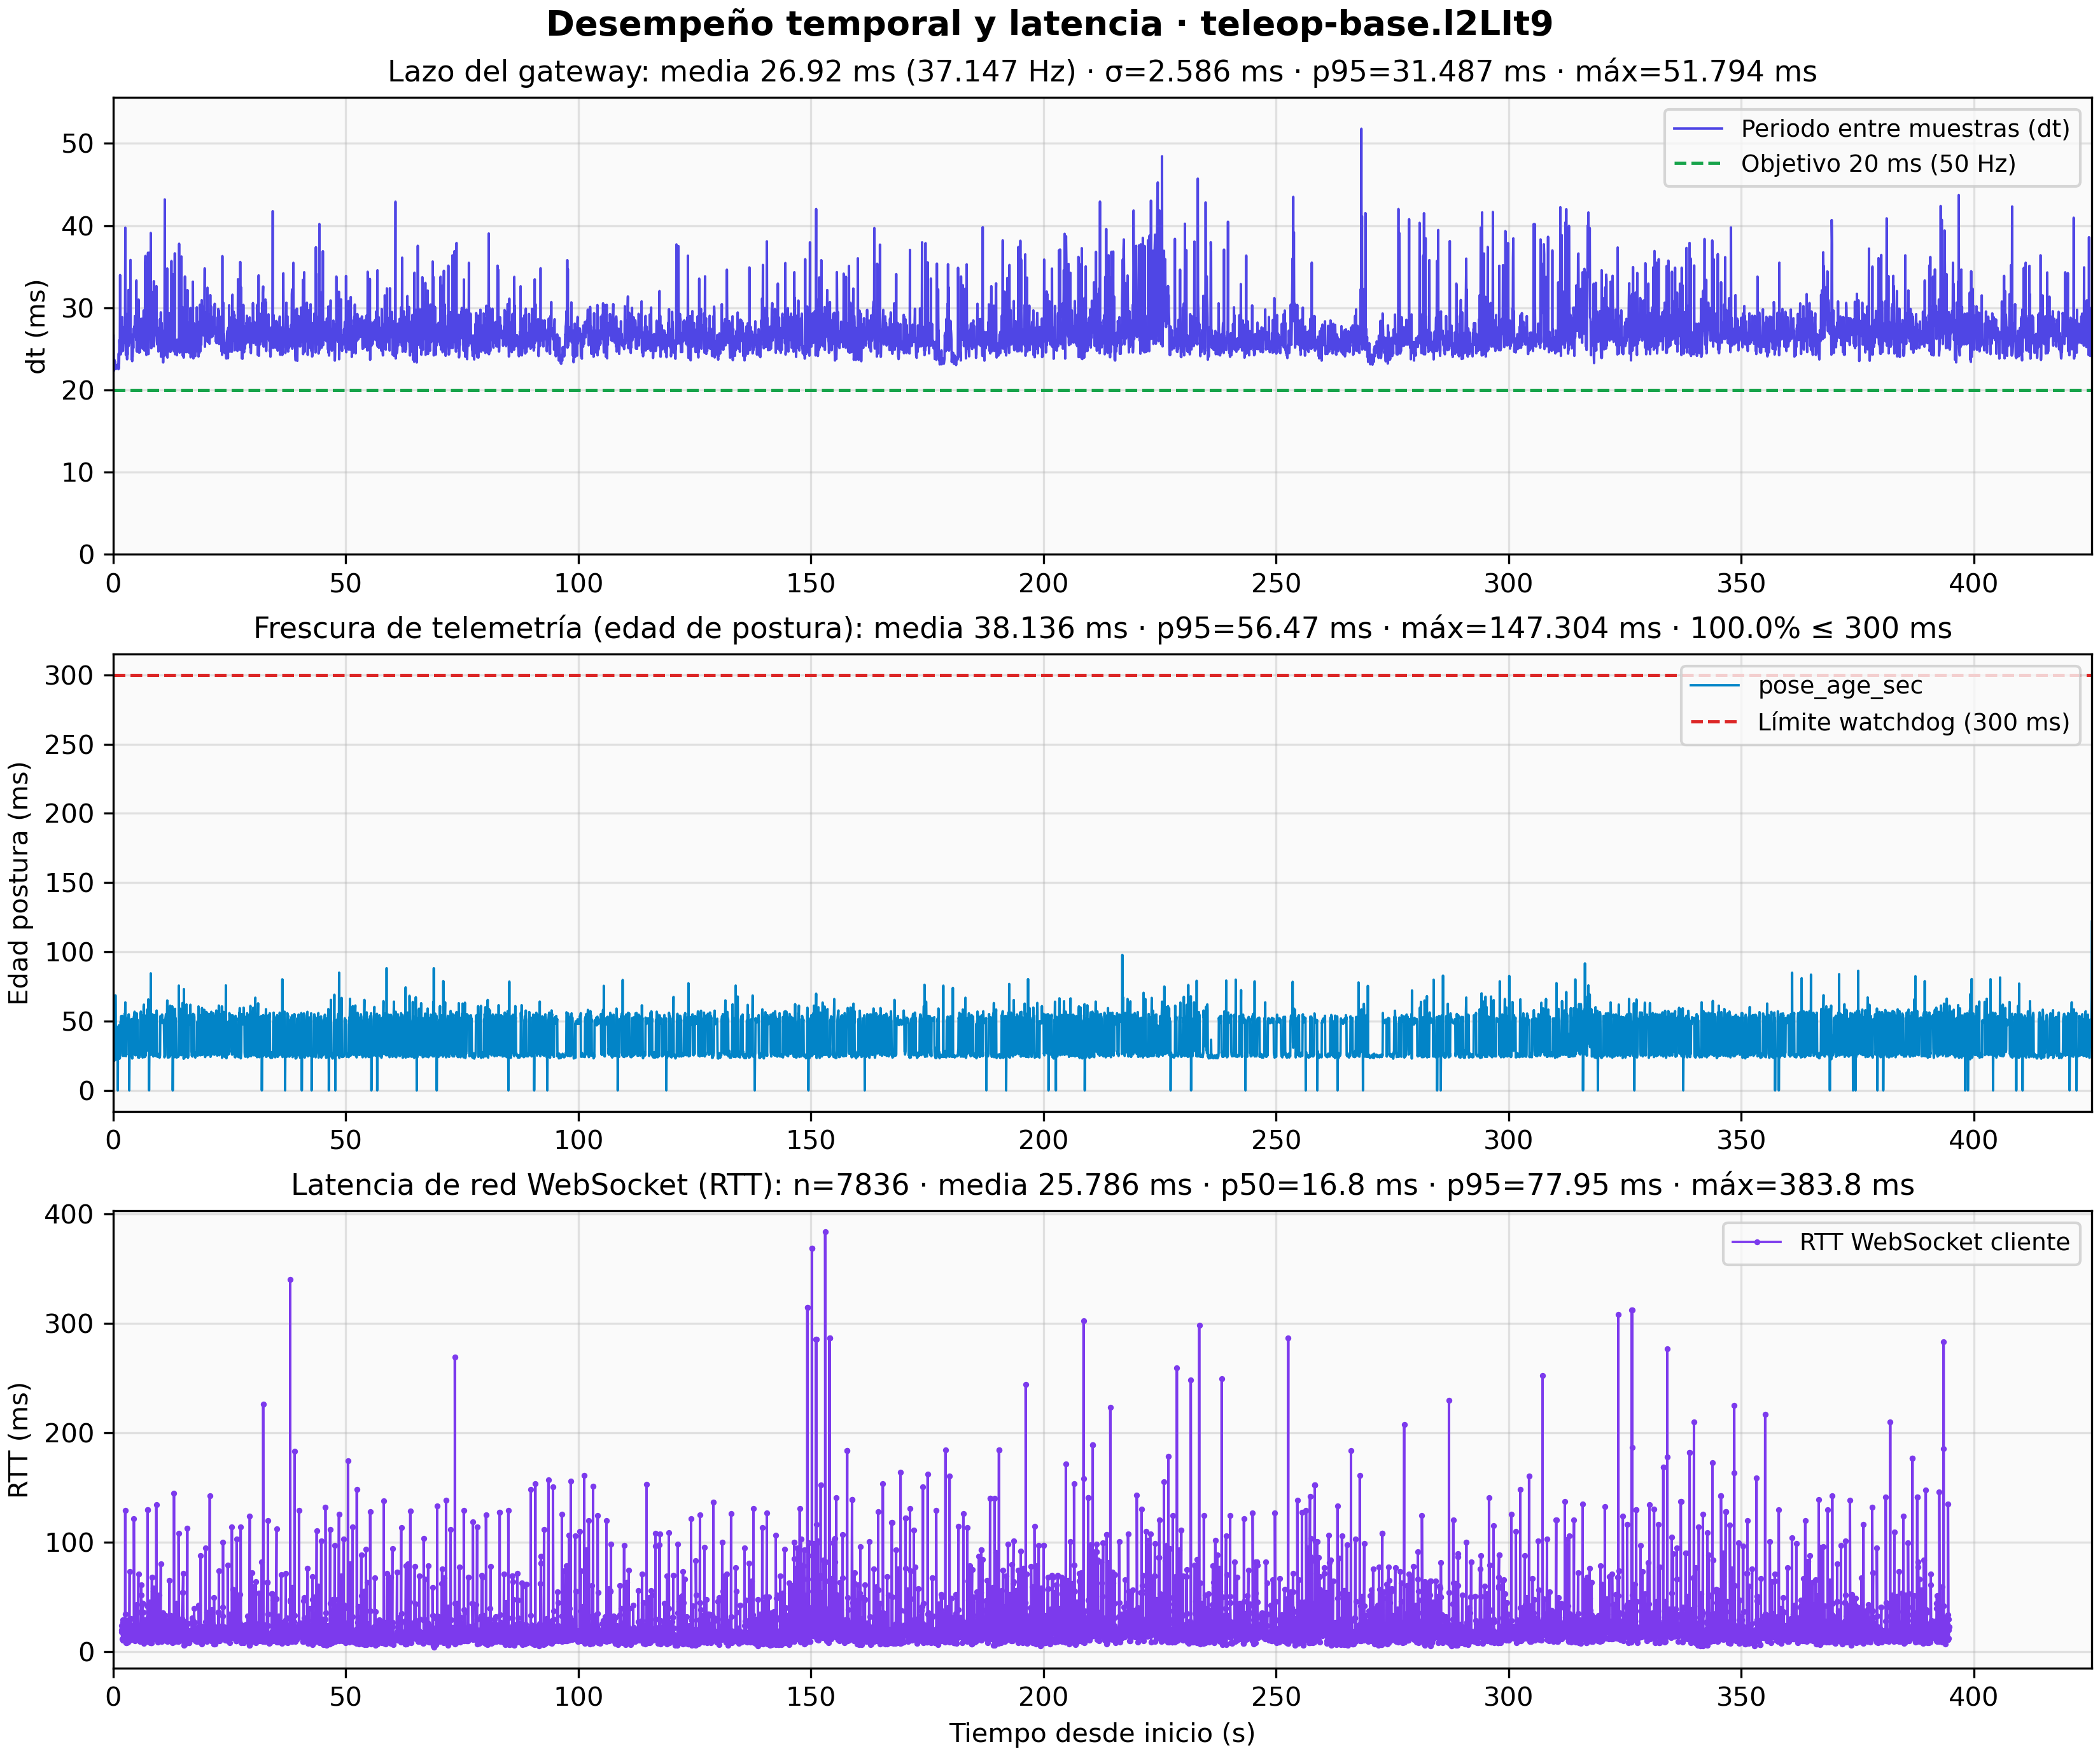 Desempeño temporal y latencia · teleop-base.l2LIt9
Lazo del gateway: media 26.92 ms (37.147 Hz) · σ=2.586 ms · p95=31.487 ms · máx=51.794 ms
dt (ms)
50
40
30
20
10
0
Periodo entre muestras (dt)
Objetivo 20 ms (50 Hz)
0 50 100 150 200 250 300 350 400
Frescura de telemetría (edad de postura): media 38.136 ms · p95=56.47 ms · máx=147.304 ms · 100.0% ≤ 300 ms
Edad postura (ms)
300
250
200
150
100
50
0
pose_age_sec
Límite watchdog (300 ms)
0 50 100 150 200 250 300 350 400
Latencia de red WebSocket (RTT): n=7836 · media 25.786 ms · p50=16.8 ms · p95=77.95 ms · máx=383.8 ms
RTT (ms)
400
300
200
100
0
RTT WebSocket cliente
0 50 100 150 200 250 300 350 400
Tiempo desde inicio (s)